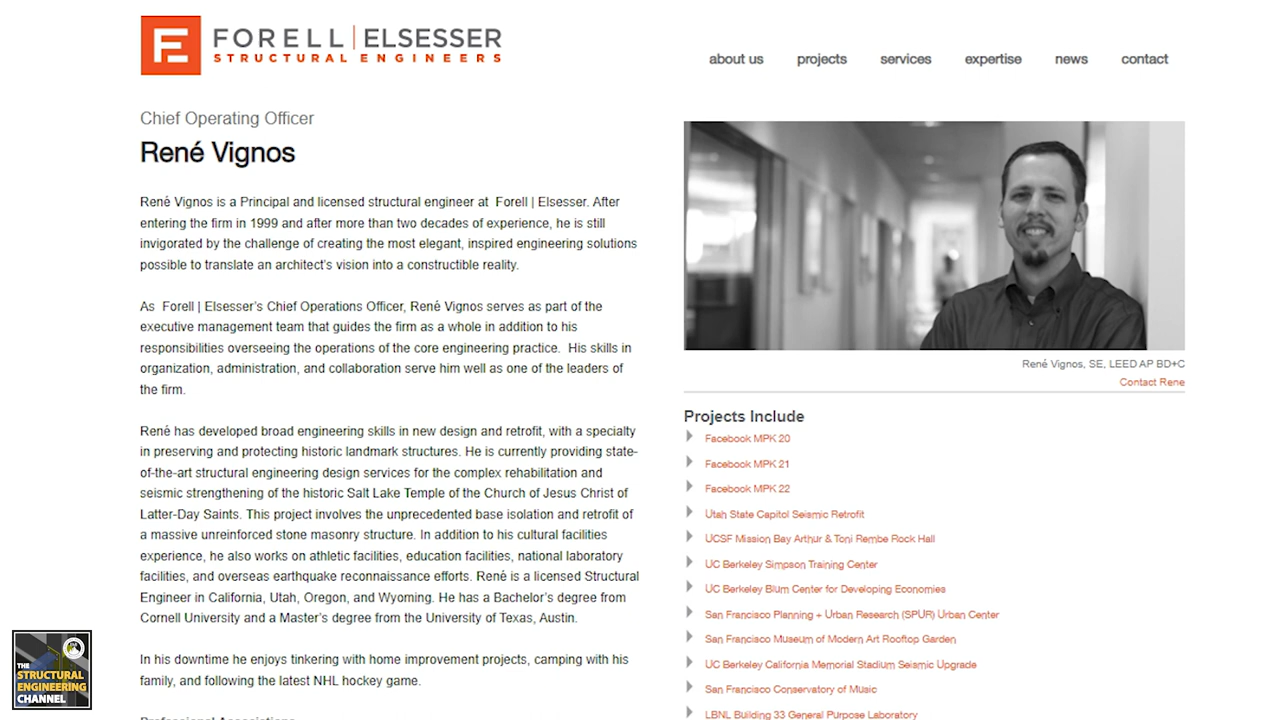 FORELL | ELSESSER
STRUCTURAL ENGINEERS
about us projects services expertise news contact
Chief Operating Officer
René Vignos
René Vignos is a Principal and licensed structural engineer at Forell | Elsesser. After
entering the firm in 1999 and after more than two decades of experience, he is still
invigorated by the challenge of creating the most elegant, inspired engineering solutions
possible to translate an architect's vision into a constructible reality.
As Forell | Elsesser's Chief Operations Officer, René Vignos serves as part of the
executive management team that guides the firm as a whole in addition to his
responsibilities overseeing the operations of the core engineering practice. His skills in
organization, administration, and collaboration serve him well as one of the leaders of
the firm.
René has developed broad engineering skills in new design and retrofit, with a specialty
in preserving and protecting historic landmark structures. He is currently providing state-
of-the-art structural engineering design services for the complex rehabilitation and
seismic strengthening of the historic Salt Lake Temple of the Church of Jesus Christ of
Latter-Day Saints. This project involves the unprecedented base isolation and retrofit of
a massive unreinforced stone masonry structure. In addition to his cultural facilities
experience, he also works on athletic facilities, education facilities, national laboratory
facilities, and overseas earthquake reconnaissance efforts. René is a licensed Structural
Engineer in California, Utah, Oregon, and Wyoming. He has a Bachelor's degree from
Cornell University and a Master's degree from the University of Texas, Austin.
In his downtime he enjoys tinkering with home improvement projects, camping with his
family, and following the latest NHL hockey game.
Professional Associations
René Vignos, SE, LEED AP BD+C
Contact Rene
Projects Include
Facebook MPK 20
Facebook MPK 21
Facebook MPK 22
Utah State Capitol Seismic Retrofit
UCSF Mission Bay Arthur & Toni Rembe Rock Hall
UC Berkeley Simpson Training Center
UC Berkeley Blum Center for Developing Economies
San Francisco Planning + Urban Research (SPUR) Urban Center
San Francisco Museum of Modern Art Rooftop Garden
UC Berkeley California Memorial Stadium Seismic Upgrade
San Francisco Conservatory of Music
LBNL Building 33 General Purpose Laboratory
THE
STRUCTURAL
ENGINEERING
CHANNEL